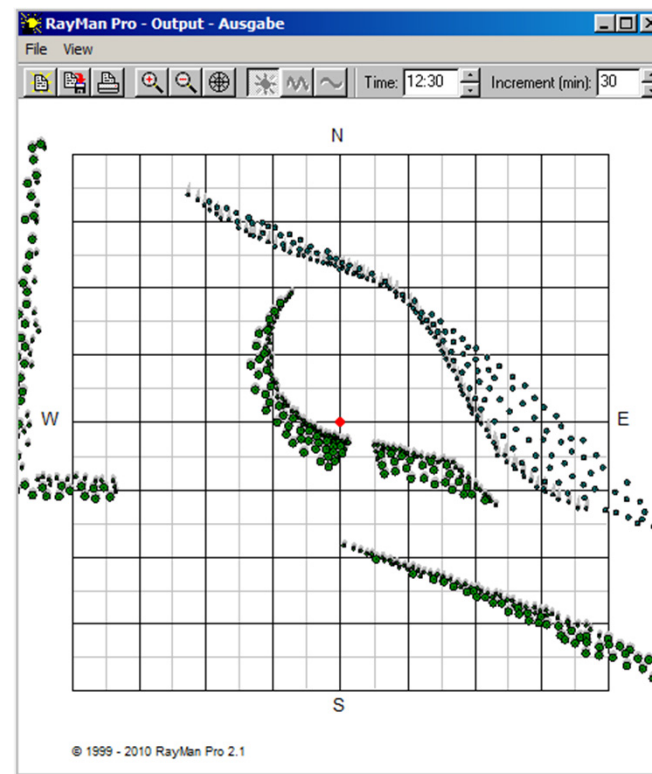 RayMan Pro - Output - Ausgabe
File View
Time: 12:30 Increment (min): 30
N
W
E
S
© 1999 - 2010 RayMan Pro 2.1